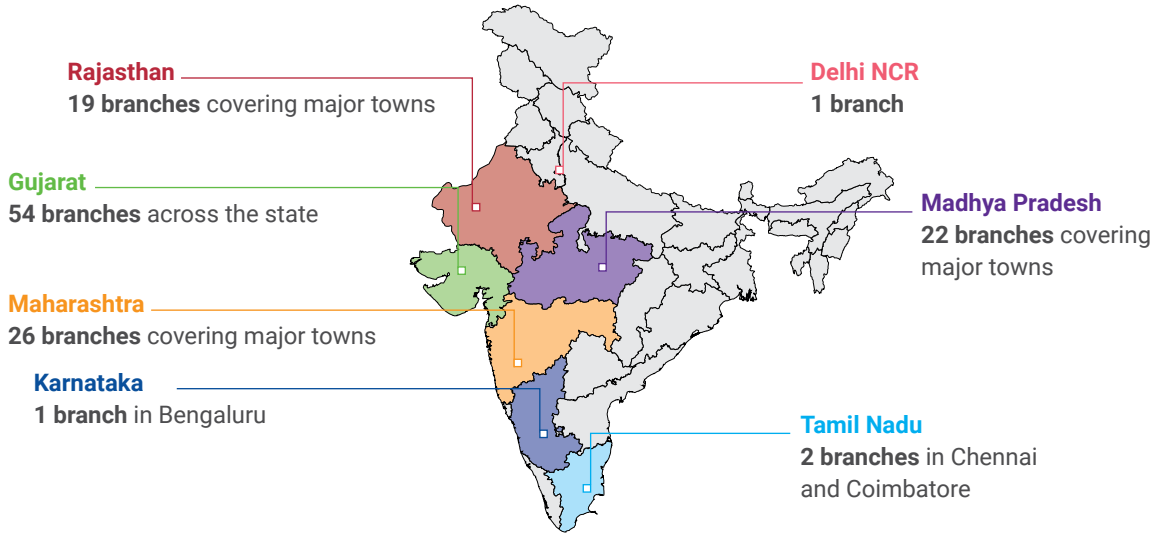 Rajasthan
19 branches covering major towns
Delhi NCR
1 branch
Gujarat
54 branches across the state
Madhya Pradesh
22 branches covering
major towns
Maharashtra
26 branches covering major towns
Karnataka
1 branch in Bengaluru
Tamil Nadu
2 branches in Chennai
and Coimbatore